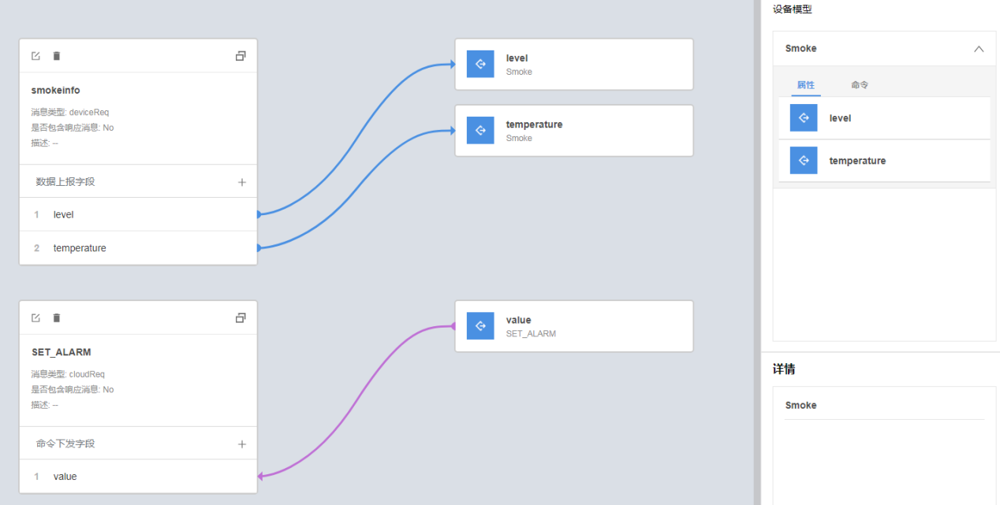 smokeinfo
消息类型: deviceReq
是否包含响应消息: No
描述: --
数据上报字段
1 level
2 temperature
level
Smoke
temperature
Smoke
SET_ALARM
消息类型: cloudReq
是否包含响应消息: No
描述: --
命令下发字段
1 value
value
SET_ALARM
设备模型
Smoke
属性 命令
level
temperature
详情
Smoke